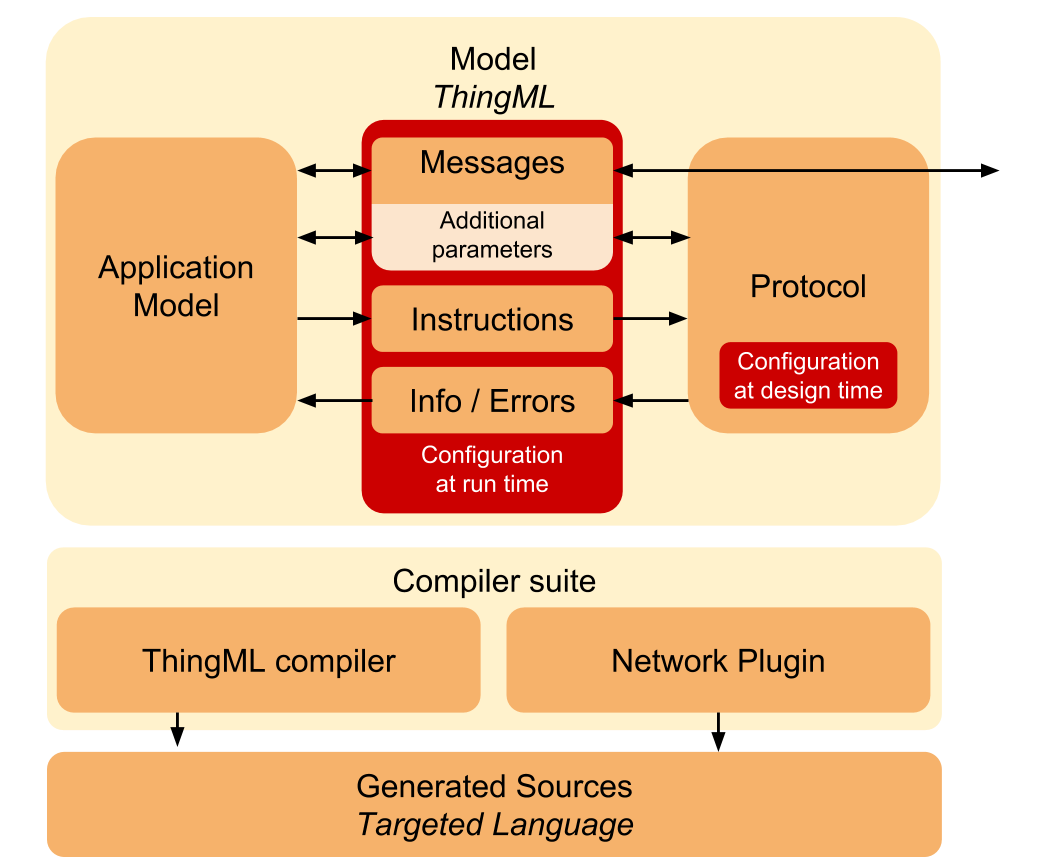 Model
ThingML
Messages
Additional
parameters
Application
Model
Protocol
Instructions
Configuration
at design time
Info / Errors
Configuration
at run time
Compiler suite
ThingML compiler
Network Plugin
Generated Sources
Targeted Language